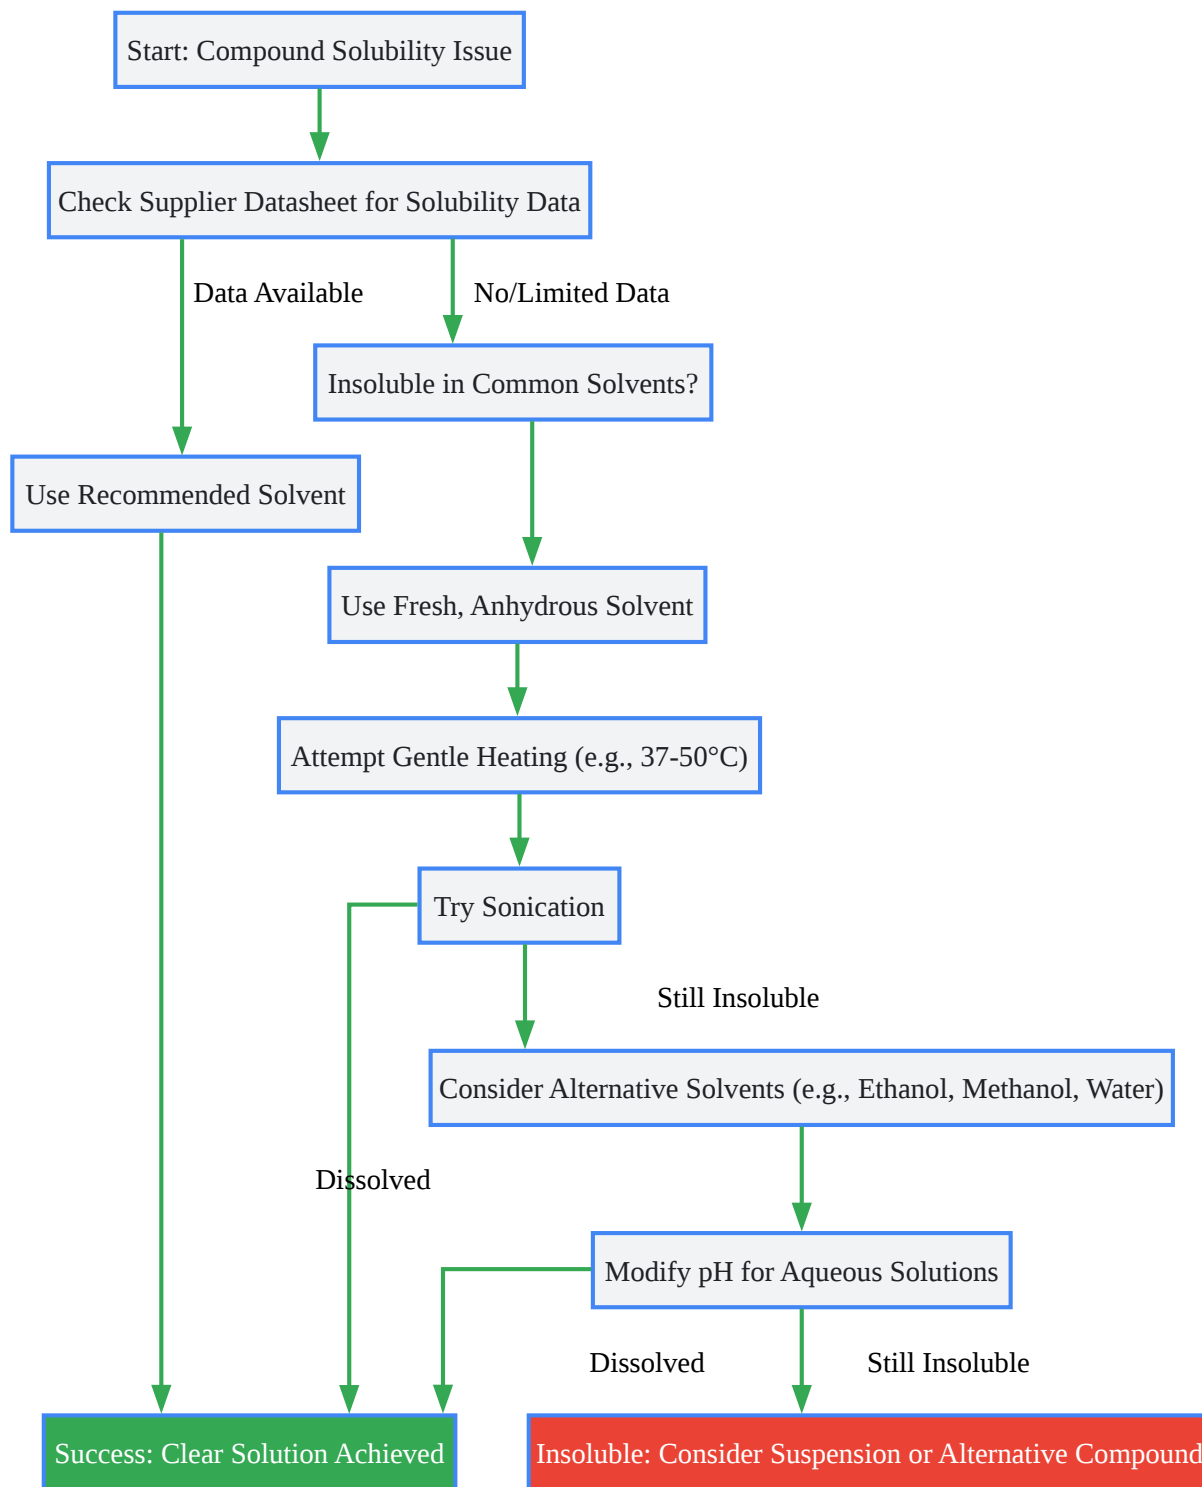 Start: Compound Solubility Issue
Check Supplier Datasheet for Solubility Data
Data Available
No/Limited Data
Insoluble in Common Solvents?
Use Recommended Solvent
Use Fresh, Anhydrous Solvent
Attempt Gentle Heating (e.g., 37-50°C)
Try Sonication
Still Insoluble
Consider Alternative Solvents (e.g., Ethanol, Methanol, Water)
Dissolved
Modify pH for Aqueous Solutions
Dissolved
Still Insoluble
Success: Clear Solution Achieved
Insoluble: Consider Suspension or Alternative Compound